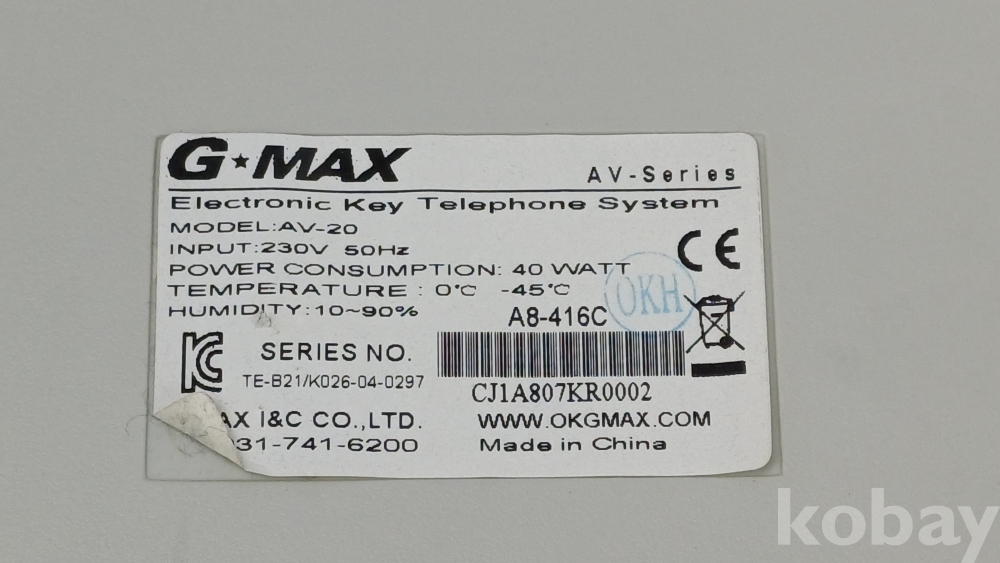 G★MAX
AV-Series
Electronic Key Telephone System
MODEL:AV-20
INPUT:230V 50Hz
POWER CONSUMPTION: 40 WATT
TEMPERATURE : 0°C -45°C
OKH
HUMIDITY:10~90%
A8-416C
SERIES NO.
TE-B21/K026-04-0297
CJ1A807KR0002
AX I&C CO.,LTD.
WWW.OKGMAX.COM
31-741-6200
Made in China
kobay